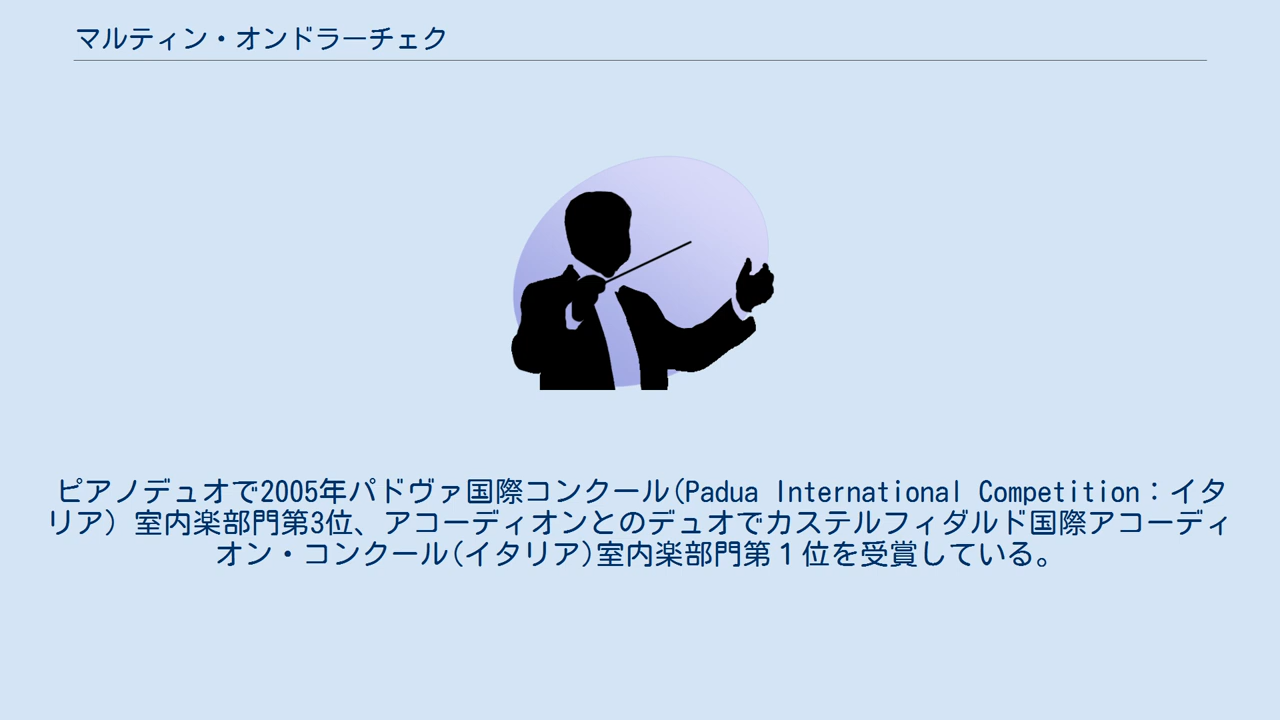 マルティン・オンドラーチェク
ピアノデュオで2005年パドヴァ国際コンクール(Padua International Competition：イタ
リア）室内楽部門第3位、アコーディオンとのデュオでカステルフィダルド国際アコーディ
オン・コンクール(イタリア)室内楽部門第１位を受賞している。